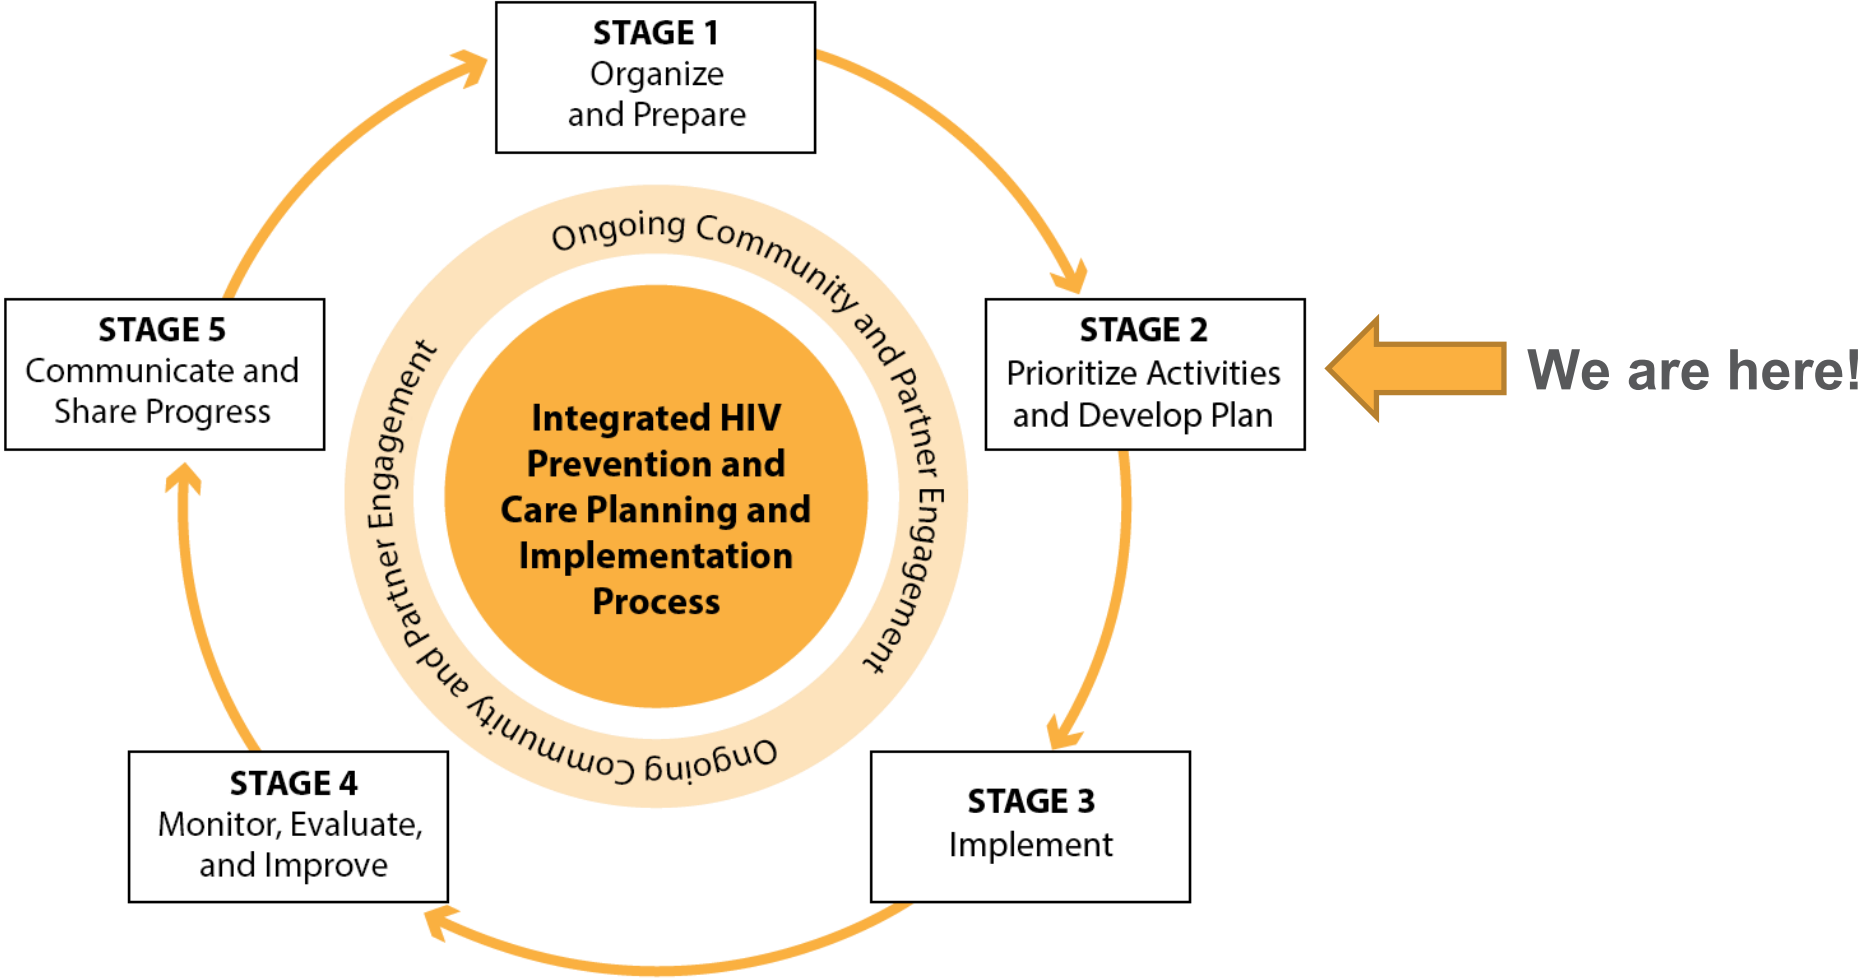 STAGE 1
Organize
and Prepare
STAGE 2
Prioritize Activities
and Develop Plan
We are here!
STAGE 3
Implement
STAGE 4
Monitor, Evaluate,
and Improve
STAGE 5
Communicate and
Share Progress
Ongoing Community and Partner Engagement
Ongoing Community and Partner Engagement
Integrated HIV
Prevention and
Care Planning and
Implementation
Process